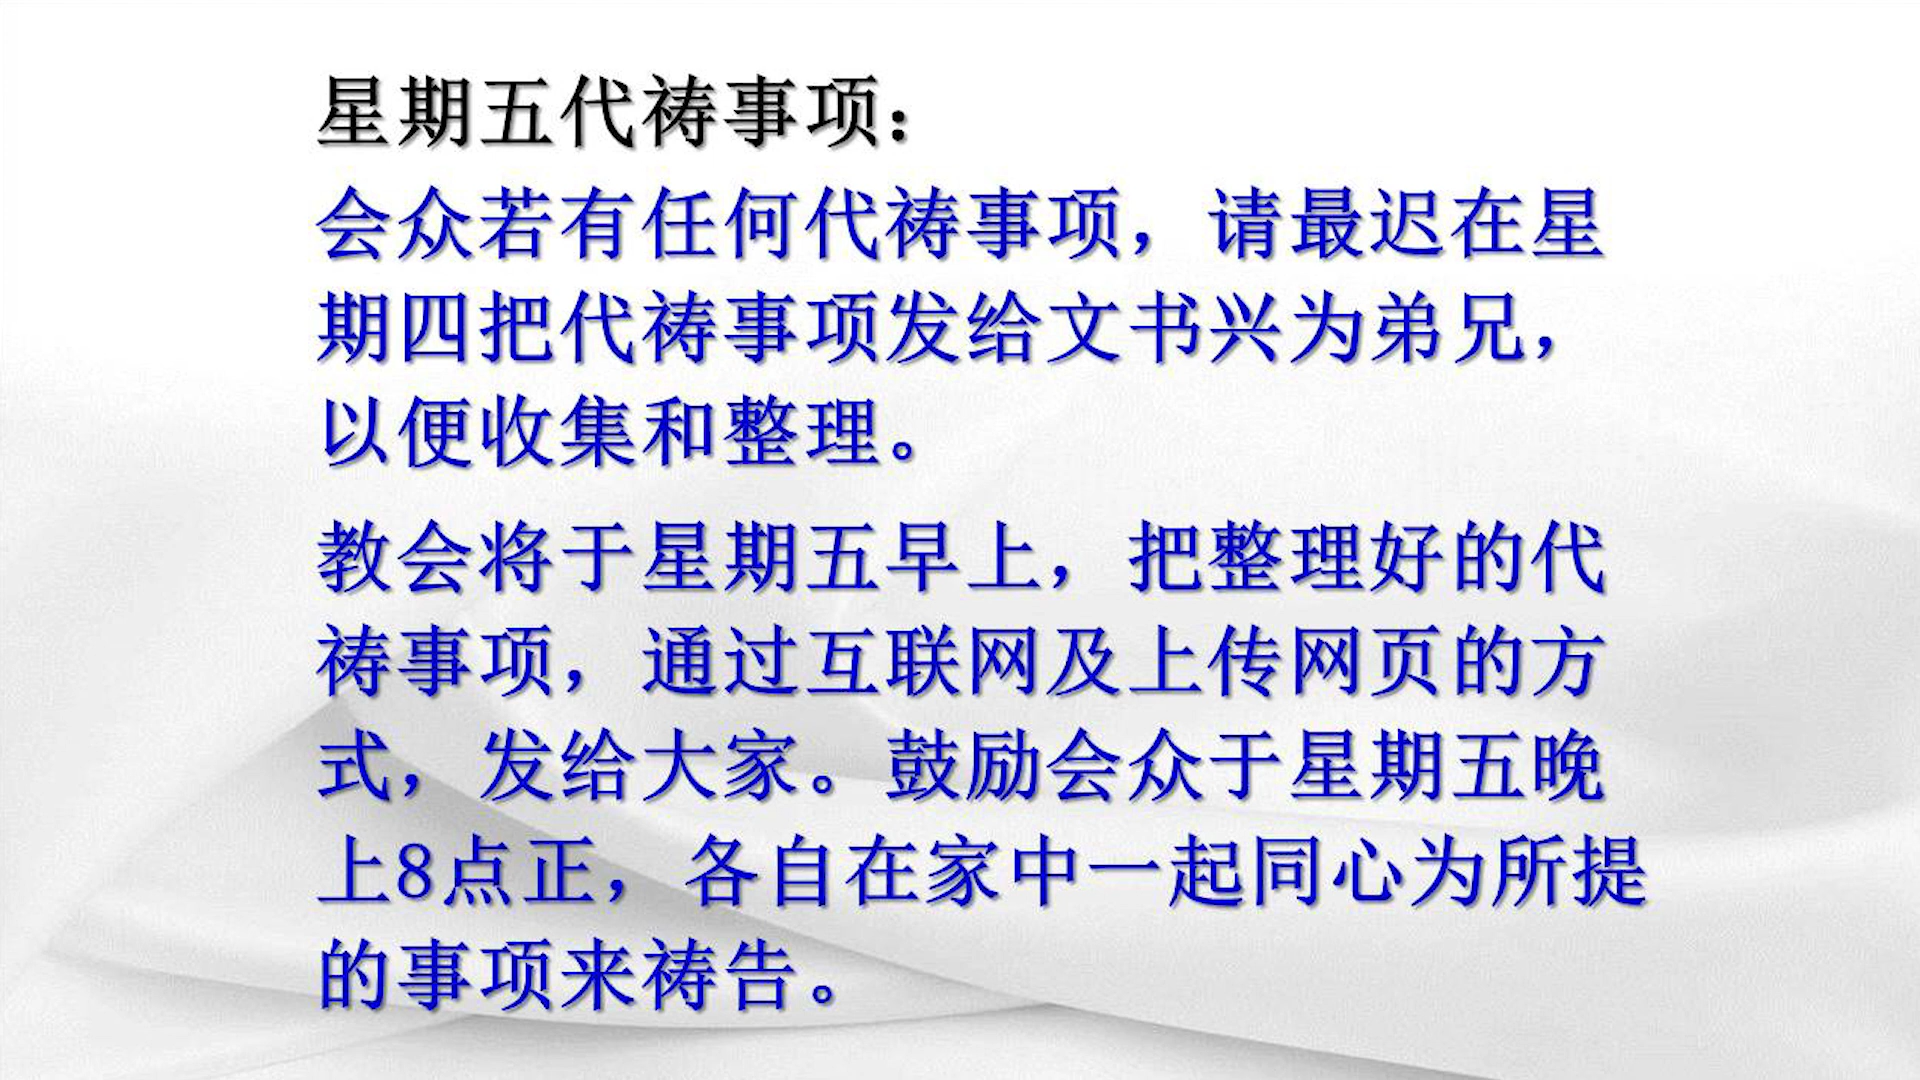 星期五代祷事项：
会众若有任何代祷事项，请最迟在星
期四把代祷事项发给文书兴为弟兄，
以便收集和整理。
教会将于星期五早上，把整理好的代
祷事项，通过互联网及上传网页的方
式，发给大家。鼓励会众于星期五晚
上8点正，各自在家中一起同心为所提
的事项来祷告。